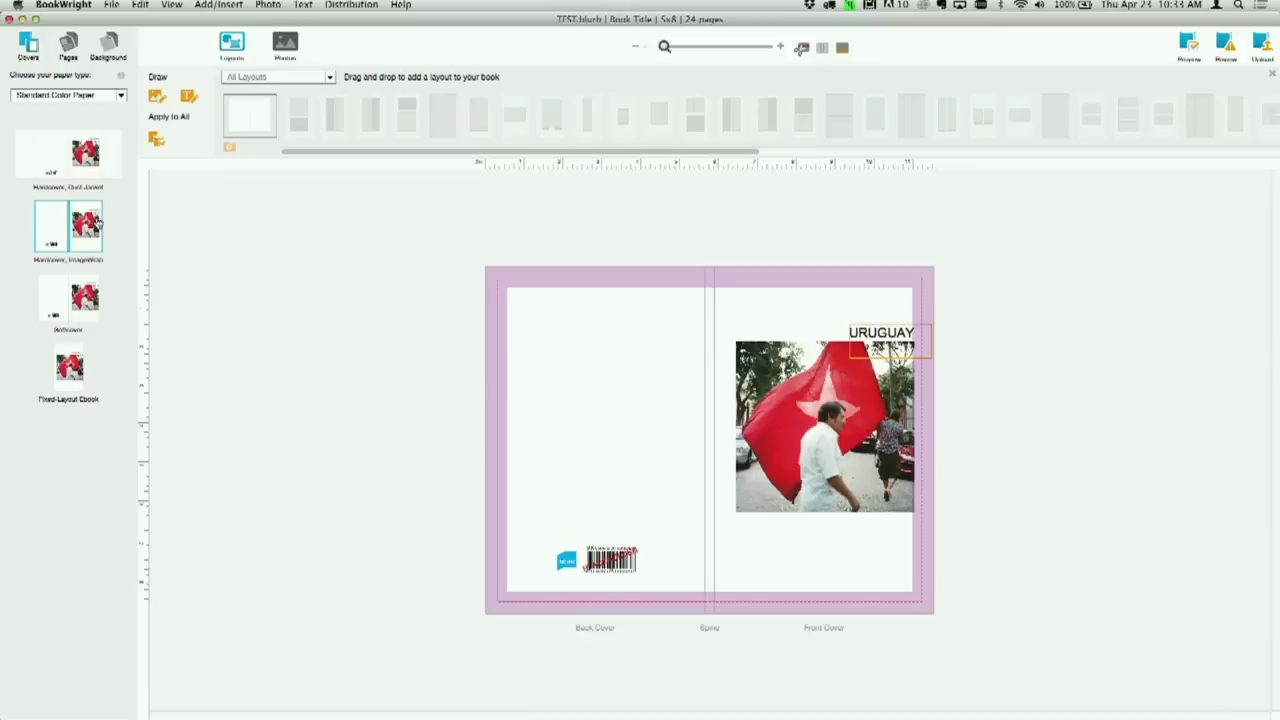 BookWright File Edit View Add/Insert Photo Text Distribution Help
10 100% Thu Apr 23 10:33 AM
TEST.blurb | Book Title | 5x8 | 24 pages
Covers Pages Background
Layouts Photos
Preview Review Upload
Choose your paper type:
Standard Color Paper
Draw
All Layouts
Drag and drop to add a layout to your book
Apply to All
Hardcover, Dust Jacket
Hardcover, ImageWrap
Softcover
Fixed-Layout Ebook
URUGUAY
Back Cover Spine Front Cover